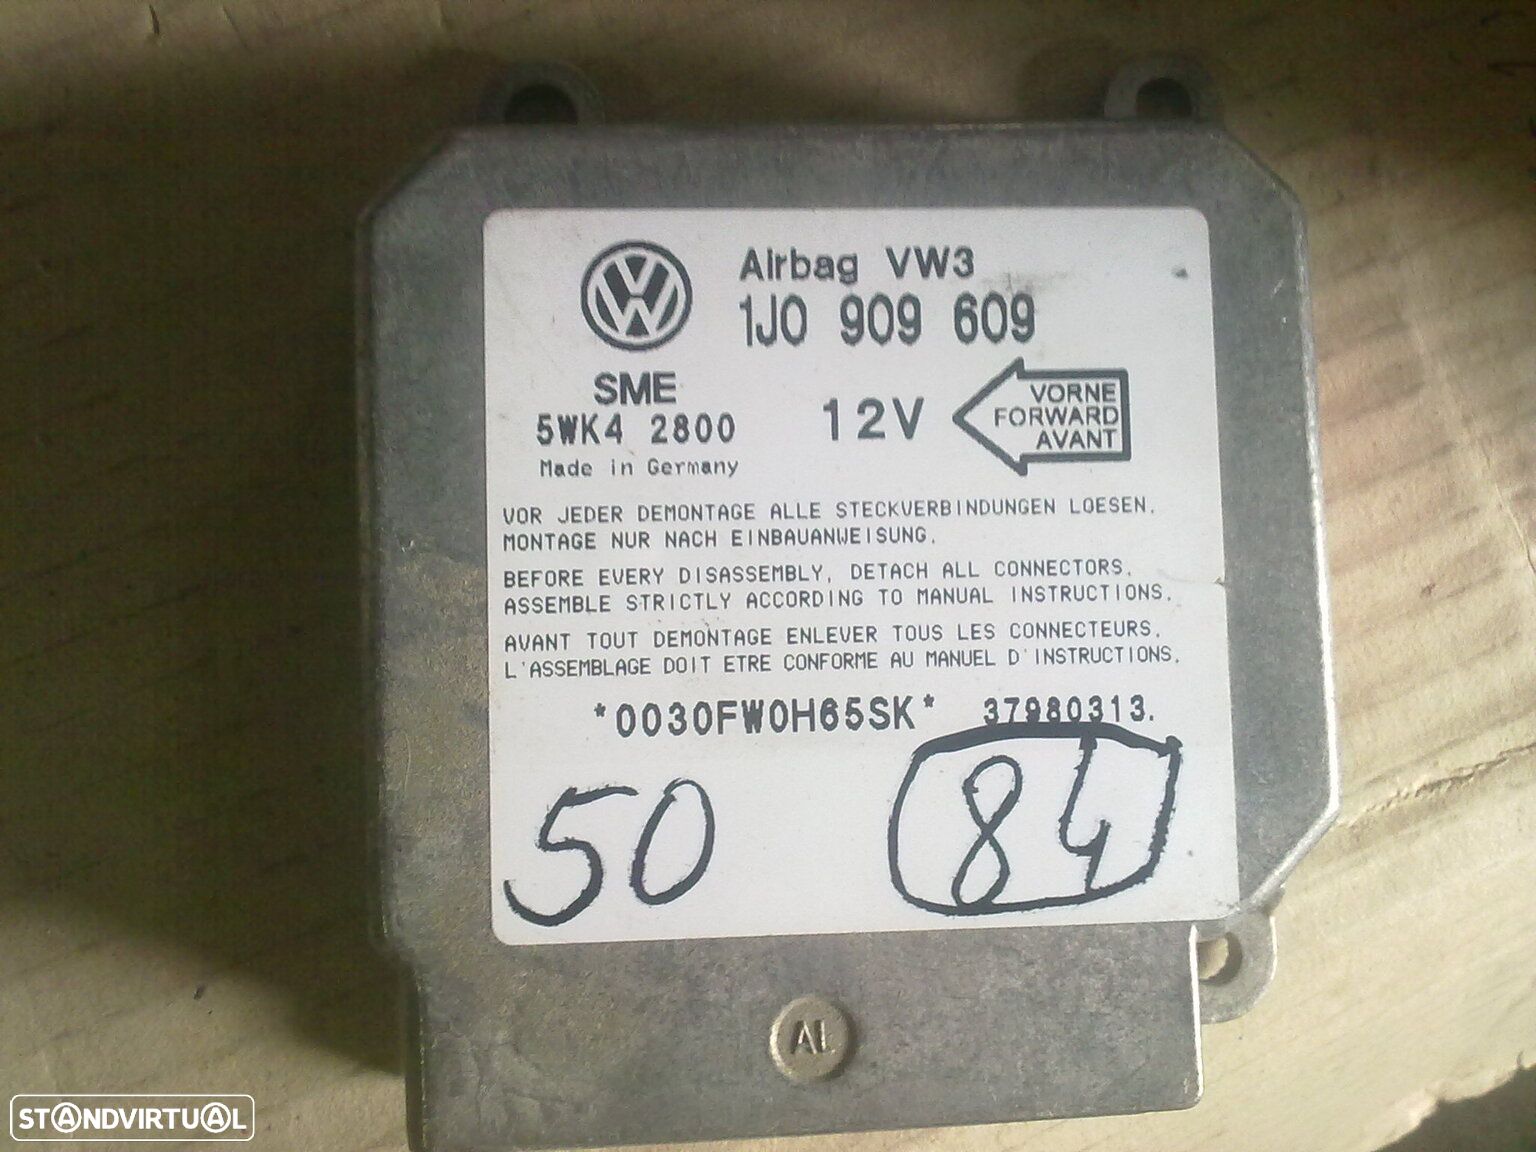 Airbag VW3
1J0 909 609
SME
5WK4 2800
Made in Germany
12V
VORNE
FORWARD
AVANT
VOR JEDER DEMONTAGE ALLE STECKVERBINDUNGEN LOESEN.
MONTAGE NUR NACH EINBAUANWEISUNG.
BEFORE EVERY DISASSEMBLY, DETACH ALL CONNECTORS.
ASSEMBLE STRICTLY ACCORDING TO MANUAL INSTRUCTIONS.
AVANT TOUT DEMONTAGE ENLEVER TOUS LES CONNECTEURS.
L'ASSEMBLAGE DOIT ETRE CONFORME AU MANUEL D'INSTRUCTIONS.
*0030FW0H65SK* 37980313.
50 84
AL
STANDVIRTUAL